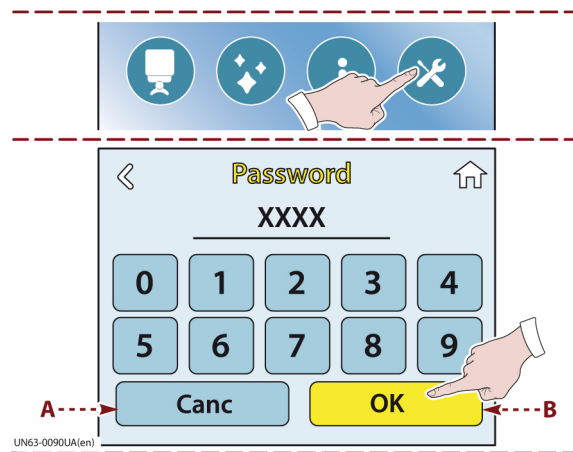 Password
XXXX
0 1 2 3 4
5 6 7 8 9
A Canc OK B
UN63-0090UA(en)